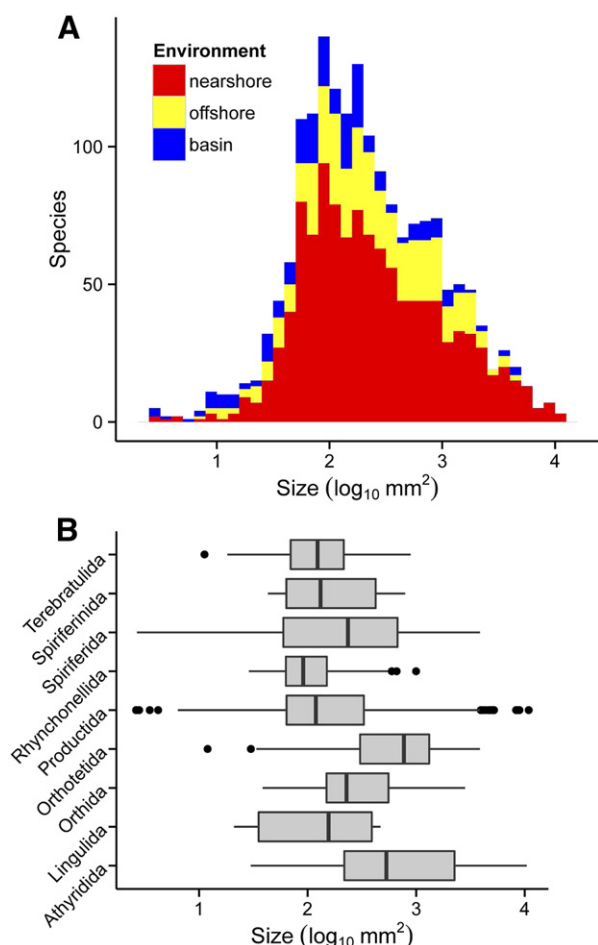 A
Environment
nearshore
offshore
basin
Species
100
50
0
1 2 3 4
Size (log₁₀ mm²)
B
Terebratulida
Spiriferinida
Spiriferida
Rhynchonellida
Productida
Orthotetida
Orthida
Lingulida
Athyridida
1 2 3 4
Size (log₁₀ mm²)